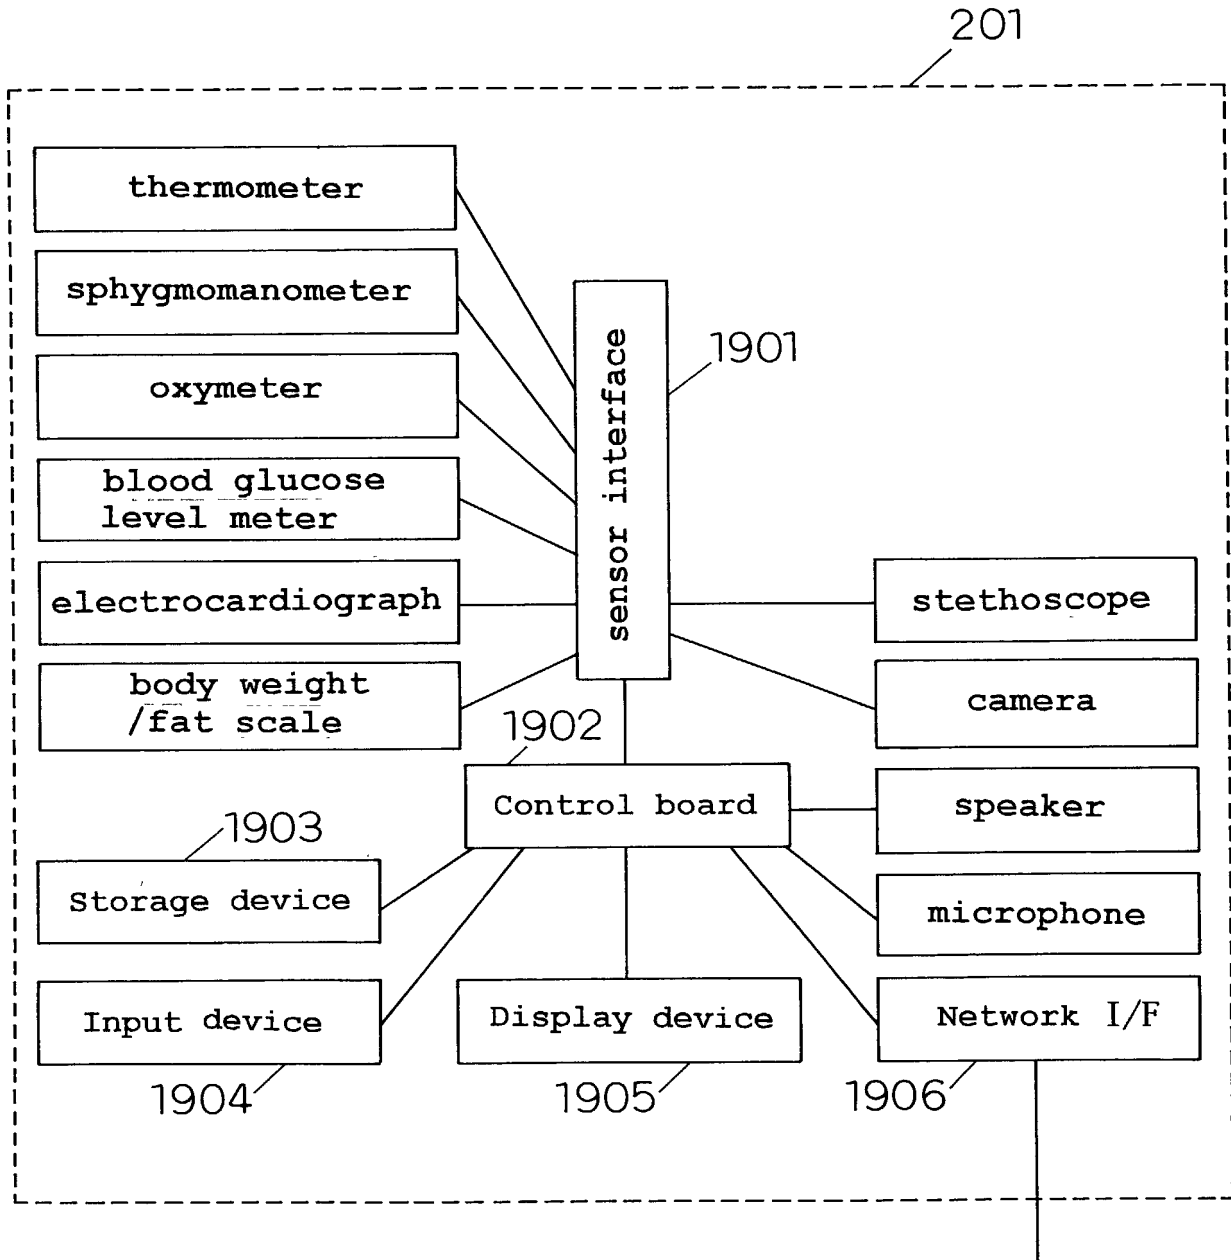 201
thermometer
sphygmomanometer
oxymeter
blood glucose
level meter
electrocardiograph
body weight
/fat scale
sensor interface
1901
stethoscope
camera
1902
Control board
speaker
1903
Storage device
microphone
Input device
Display device
Network I/F
1904
1905
1906